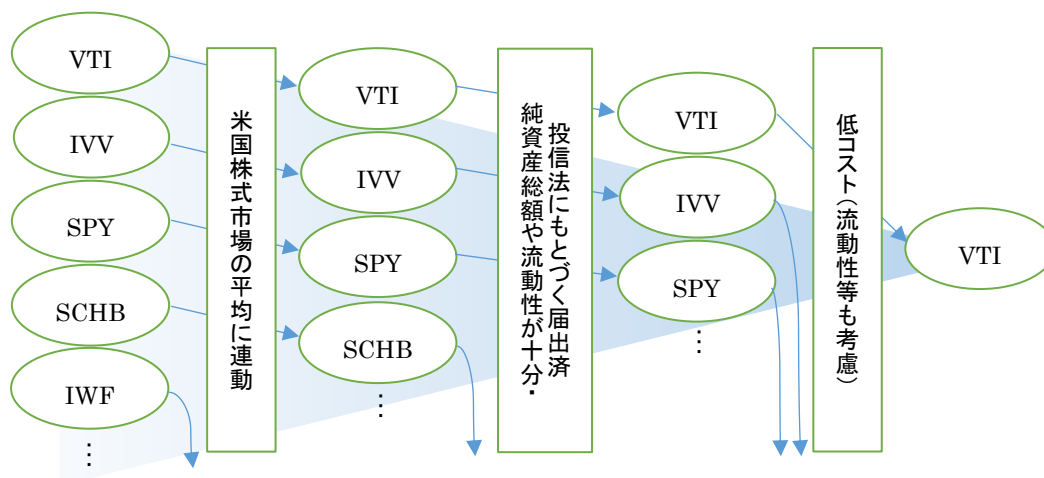 VTI
IVV
SPY
SCHB
IWF
…
米国株式市場の平均に連動
VTI
IVV
SPY
SCHB
…
投信法にもとづく届出済
純資産総額や流動性が十分・
VTI
IVV
SPY
…
低コスト（流動性等も考慮）
VTI